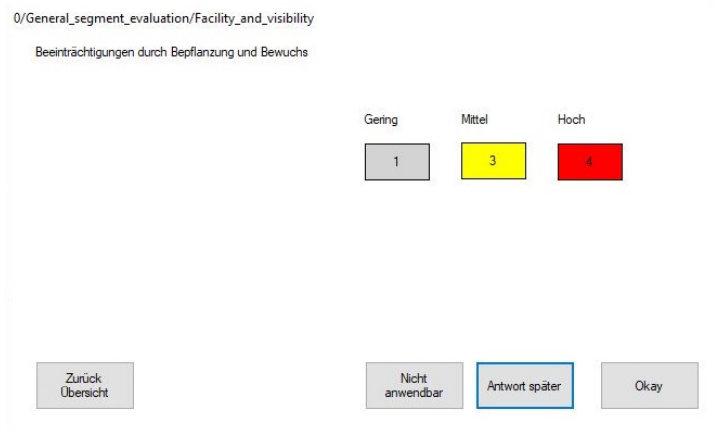 0/General_segment_evaluation/Facility_and_visibility
Beeinträchtigungen durch Bepflanzung und Bewuchs
Gering Mittel Hoch
1 3 4
Zurück
Übersicht
Nicht
anwendbar
Antwort später
Okay